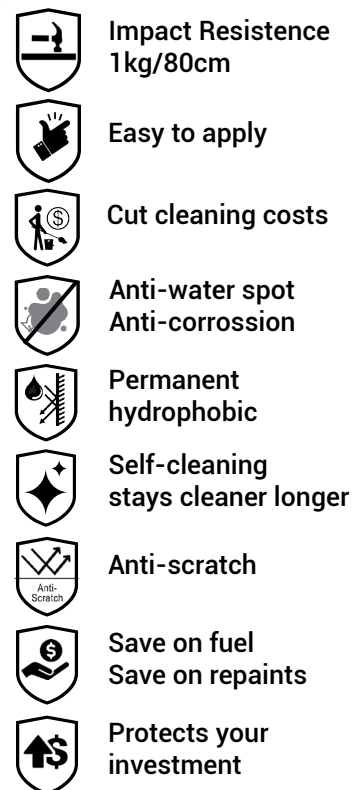 Impact Resistence
1kg/80cm
Easy to apply
$
Cut cleaning costs
Anti-water spot
Anti-corrossion
Permanent
hydrophobic
Self-cleaning
stays cleaner longer
Anti-
Scratch
Anti-scratch
$
Save on fuel
Save on repaints
$
Protects your
investment